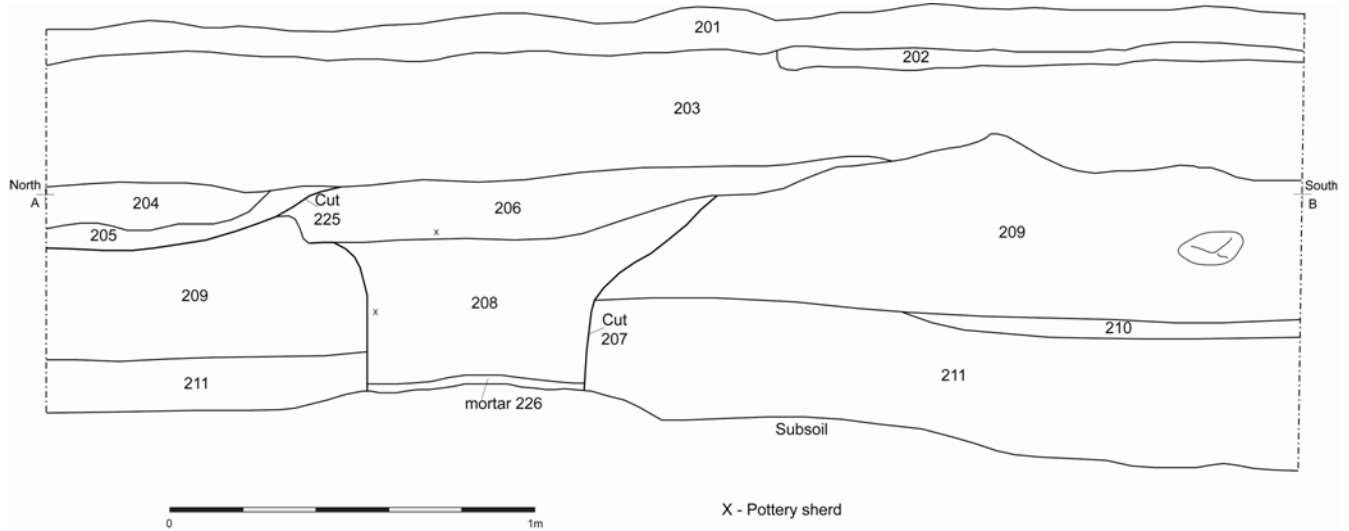 201
202
203
North
A
204
Cut
225
206
South
B
205
209
209
208
Cut
207
210
211
211
mortar 226
Subsoil
0
1m
X - Pottery sherd
x
x